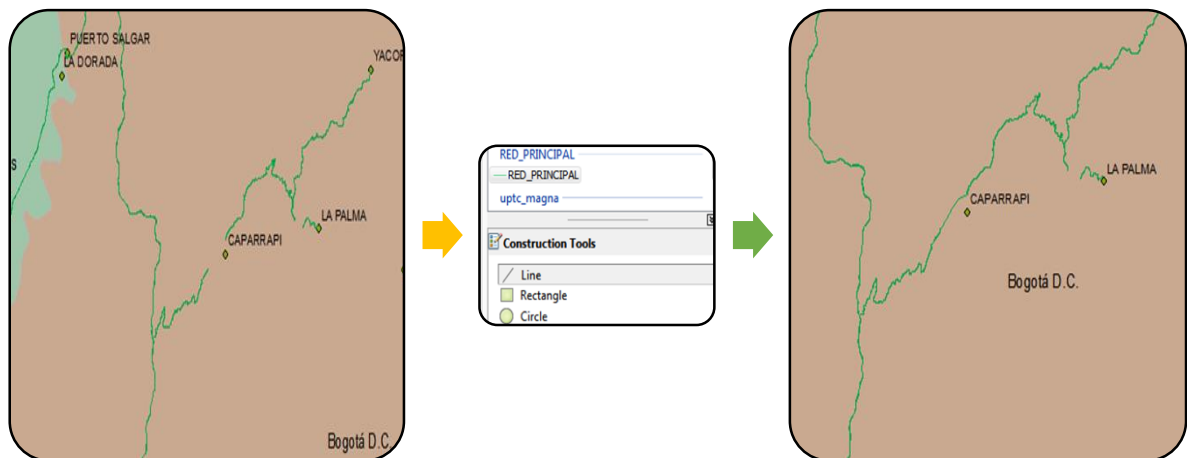 PUERTO SALGAR
LA DORADA
YACOP
S
LA PALMA
CAPARRAPI
Bogotá D.C.
RED_PRINCIPAL
RED_PRINCIPAL
uptc_magna
Construction Tools
Line
Rectangle
Circle
LA PALMA
CAPARRAPI
Bogotá D.C.